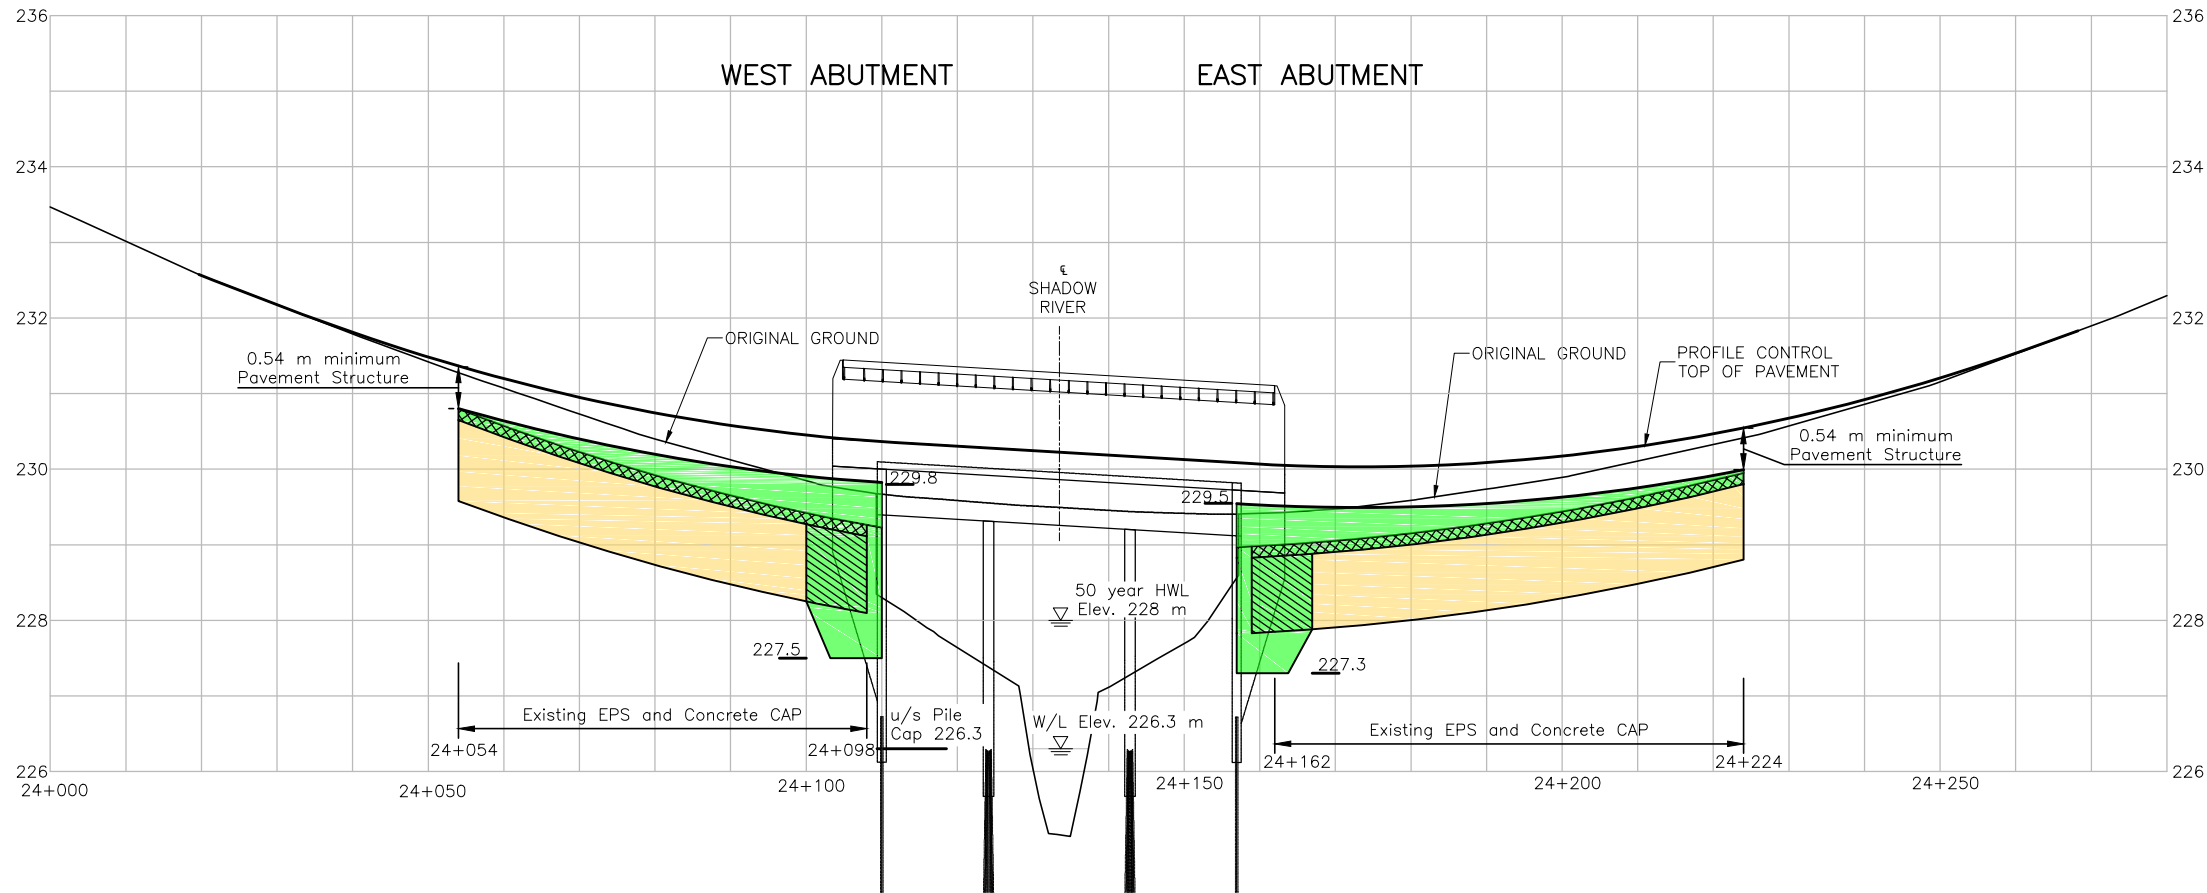 236
236
WEST ABUTMENT
EAST ABUTMENT
234
234
℄
SHADOW
RIVER
232
232
ORIGINAL GROUND
0.54 m minimum
Pavement Structure
ORIGINAL GROUND
PROFILE CONTROL
TOP OF PAVEMENT
0.54 m minimum
Pavement Structure
230
229.8
229.5
230
50 year HWL
Elev. 228 m
228
228
227.5
227.3
Existing EPS and Concrete CAP
u/s Pile
Cap 226.3
W/L Elev. 226.3 m
Existing EPS and Concrete CAP
24+054
24+098
24+162
24+224
226
226
24+000
24+050
24+100
24+150
24+200
24+250